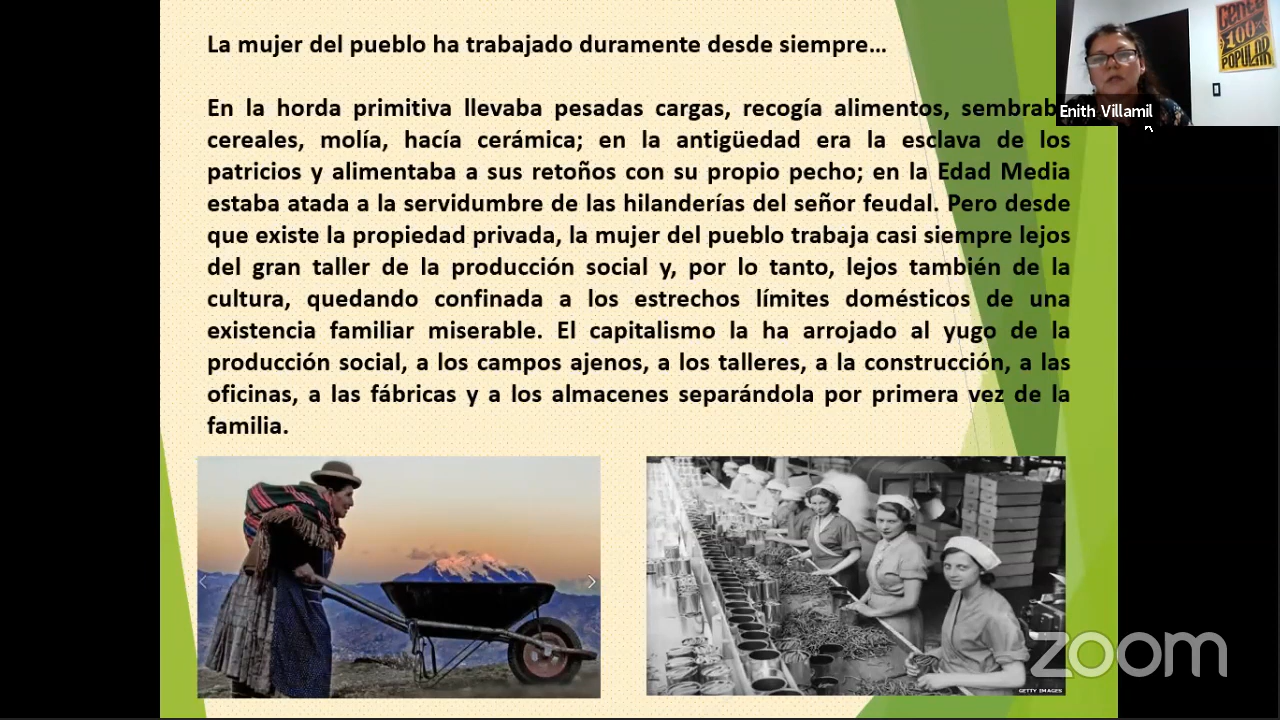 La mujer del pueblo ha trabajado duramente desde siempre...
En la horda primitiva llevaba pesadas cargas, recogía alimentos, sembrab
cereales, molía, hacía cerámica; en la antigüedad era la esclava de los
patricios y alimentaba a sus retoños con su propio pecho; en la Edad Media
estaba atada a la servidumbre de las hilanderías del señor feudal. Pero desde
que existe la propiedad privada, la mujer del pueblo trabaja casi siempre lejos
del gran taller de la producción social y, por lo tanto, lejos también de la
cultura, quedando confinada a los estrechos límites domésticos de una
existencia familiar miserable. El capitalismo la ha arrojado al yugo de la
producción social, a los campos ajenos, a los talleres, a la construcción, a las
oficinas, a las fábricas y a los almacenes separándola por primera vez de la
familia.
100%
POPULAR
Enith Villamil
GETTY IMAGES
zoom